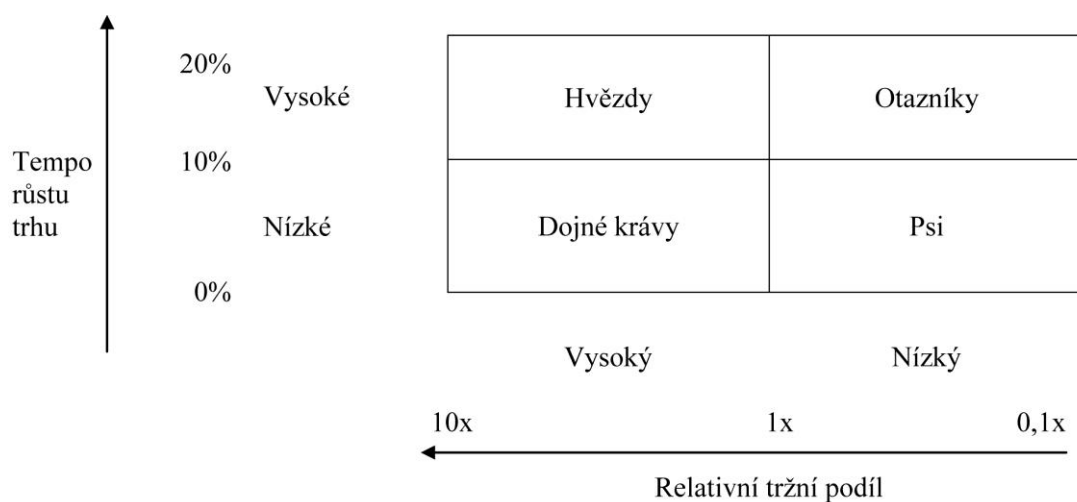 20%
Vysoké
Hvězdy
Otazníky
Tempo
růstu
trhu
10%
Nízké
Dojné krávy
Psi
0%
Vysoký
Nízký
10x
1x
0,1x
Relativní tržní podíl